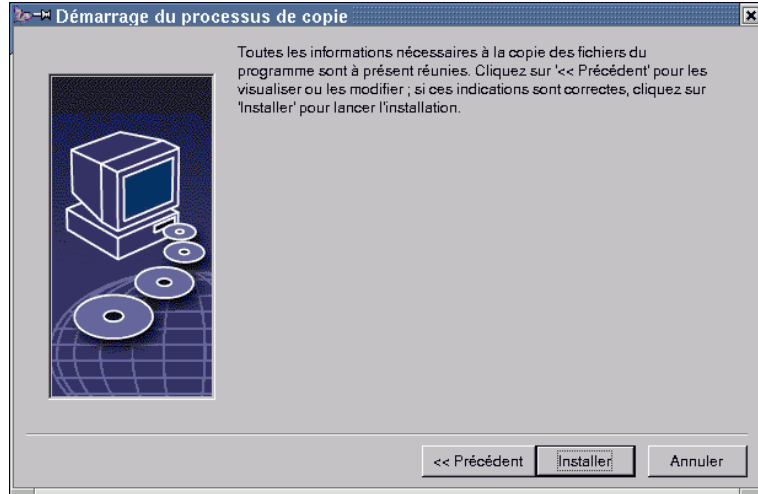 Démarrage du processus de copie
Toutes les informations nécessaires à la copie des fichiers du
programme sont à présent réunies. Cliquez sur '<< Précédent' pour les
visualiser ou les modifier ; si ces indications sont correctes, cliquez sur
'Installer' pour lancer l'installation.
<< Précédent Installer Annuler